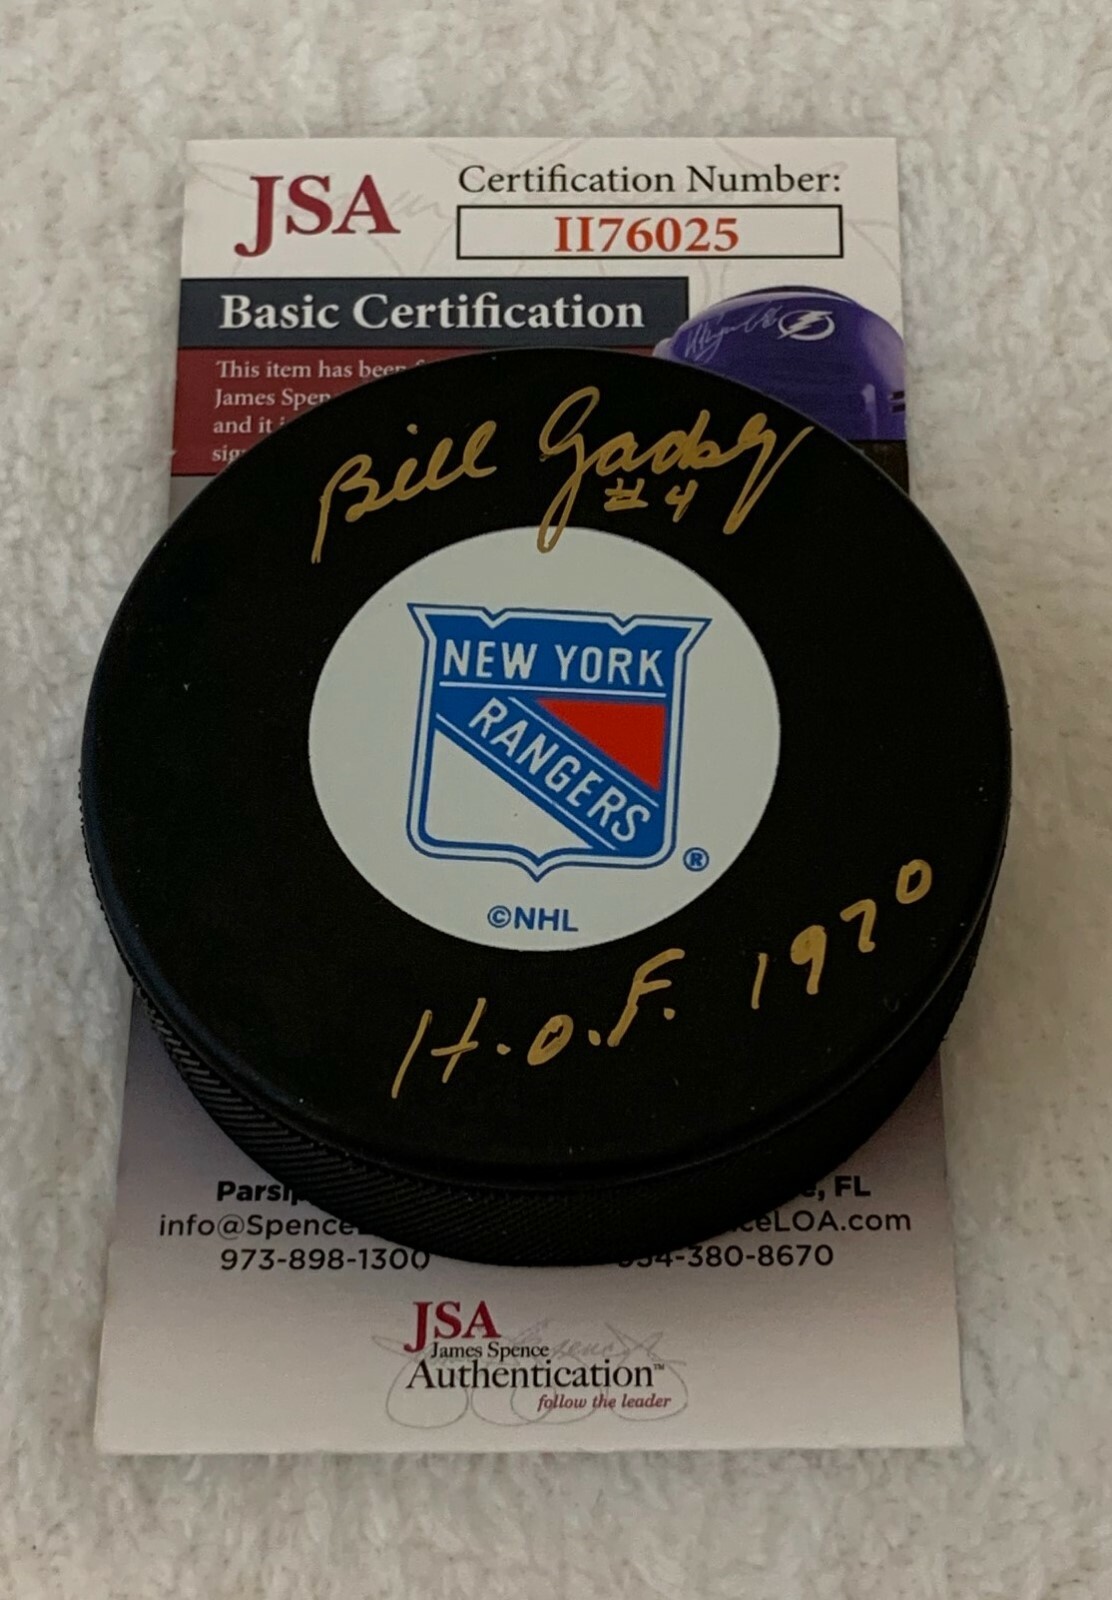 JSA
Certification Number:
II76025
Basic Certification
This item has been
James Spen
and it i
sig
Bill Gadsby
#4
NEW YORK
RANGERS
®
©NHL
H.O.F. 1970
Parsip
, FL
info@Spence
ceLOA.com
973-898-1300
954-380-8670
JSA
James Spence
Authentication™
follow the leader